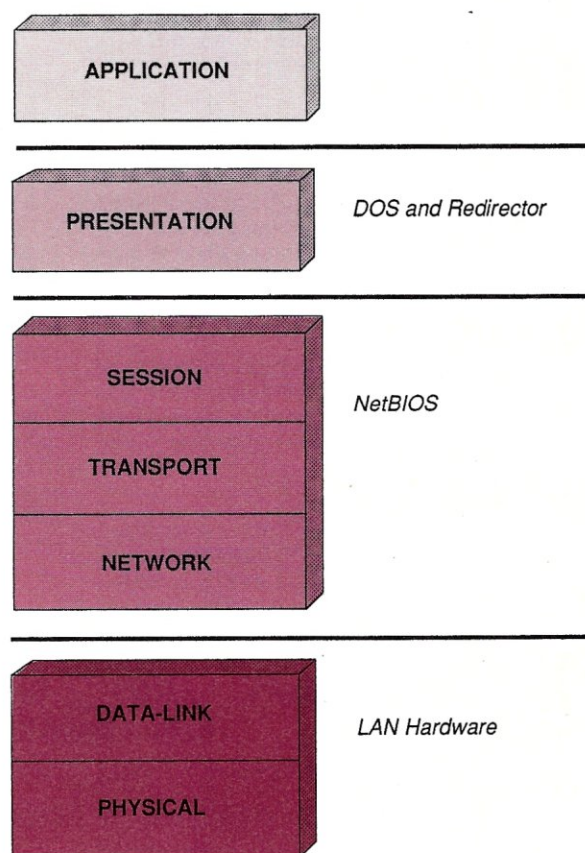 APPLICATION
PRESENTATION
DOS and Redirector
SESSION
NetBIOS
TRANSPORT
NETWORK
DATA-LINK
LAN Hardware
PHYSICAL